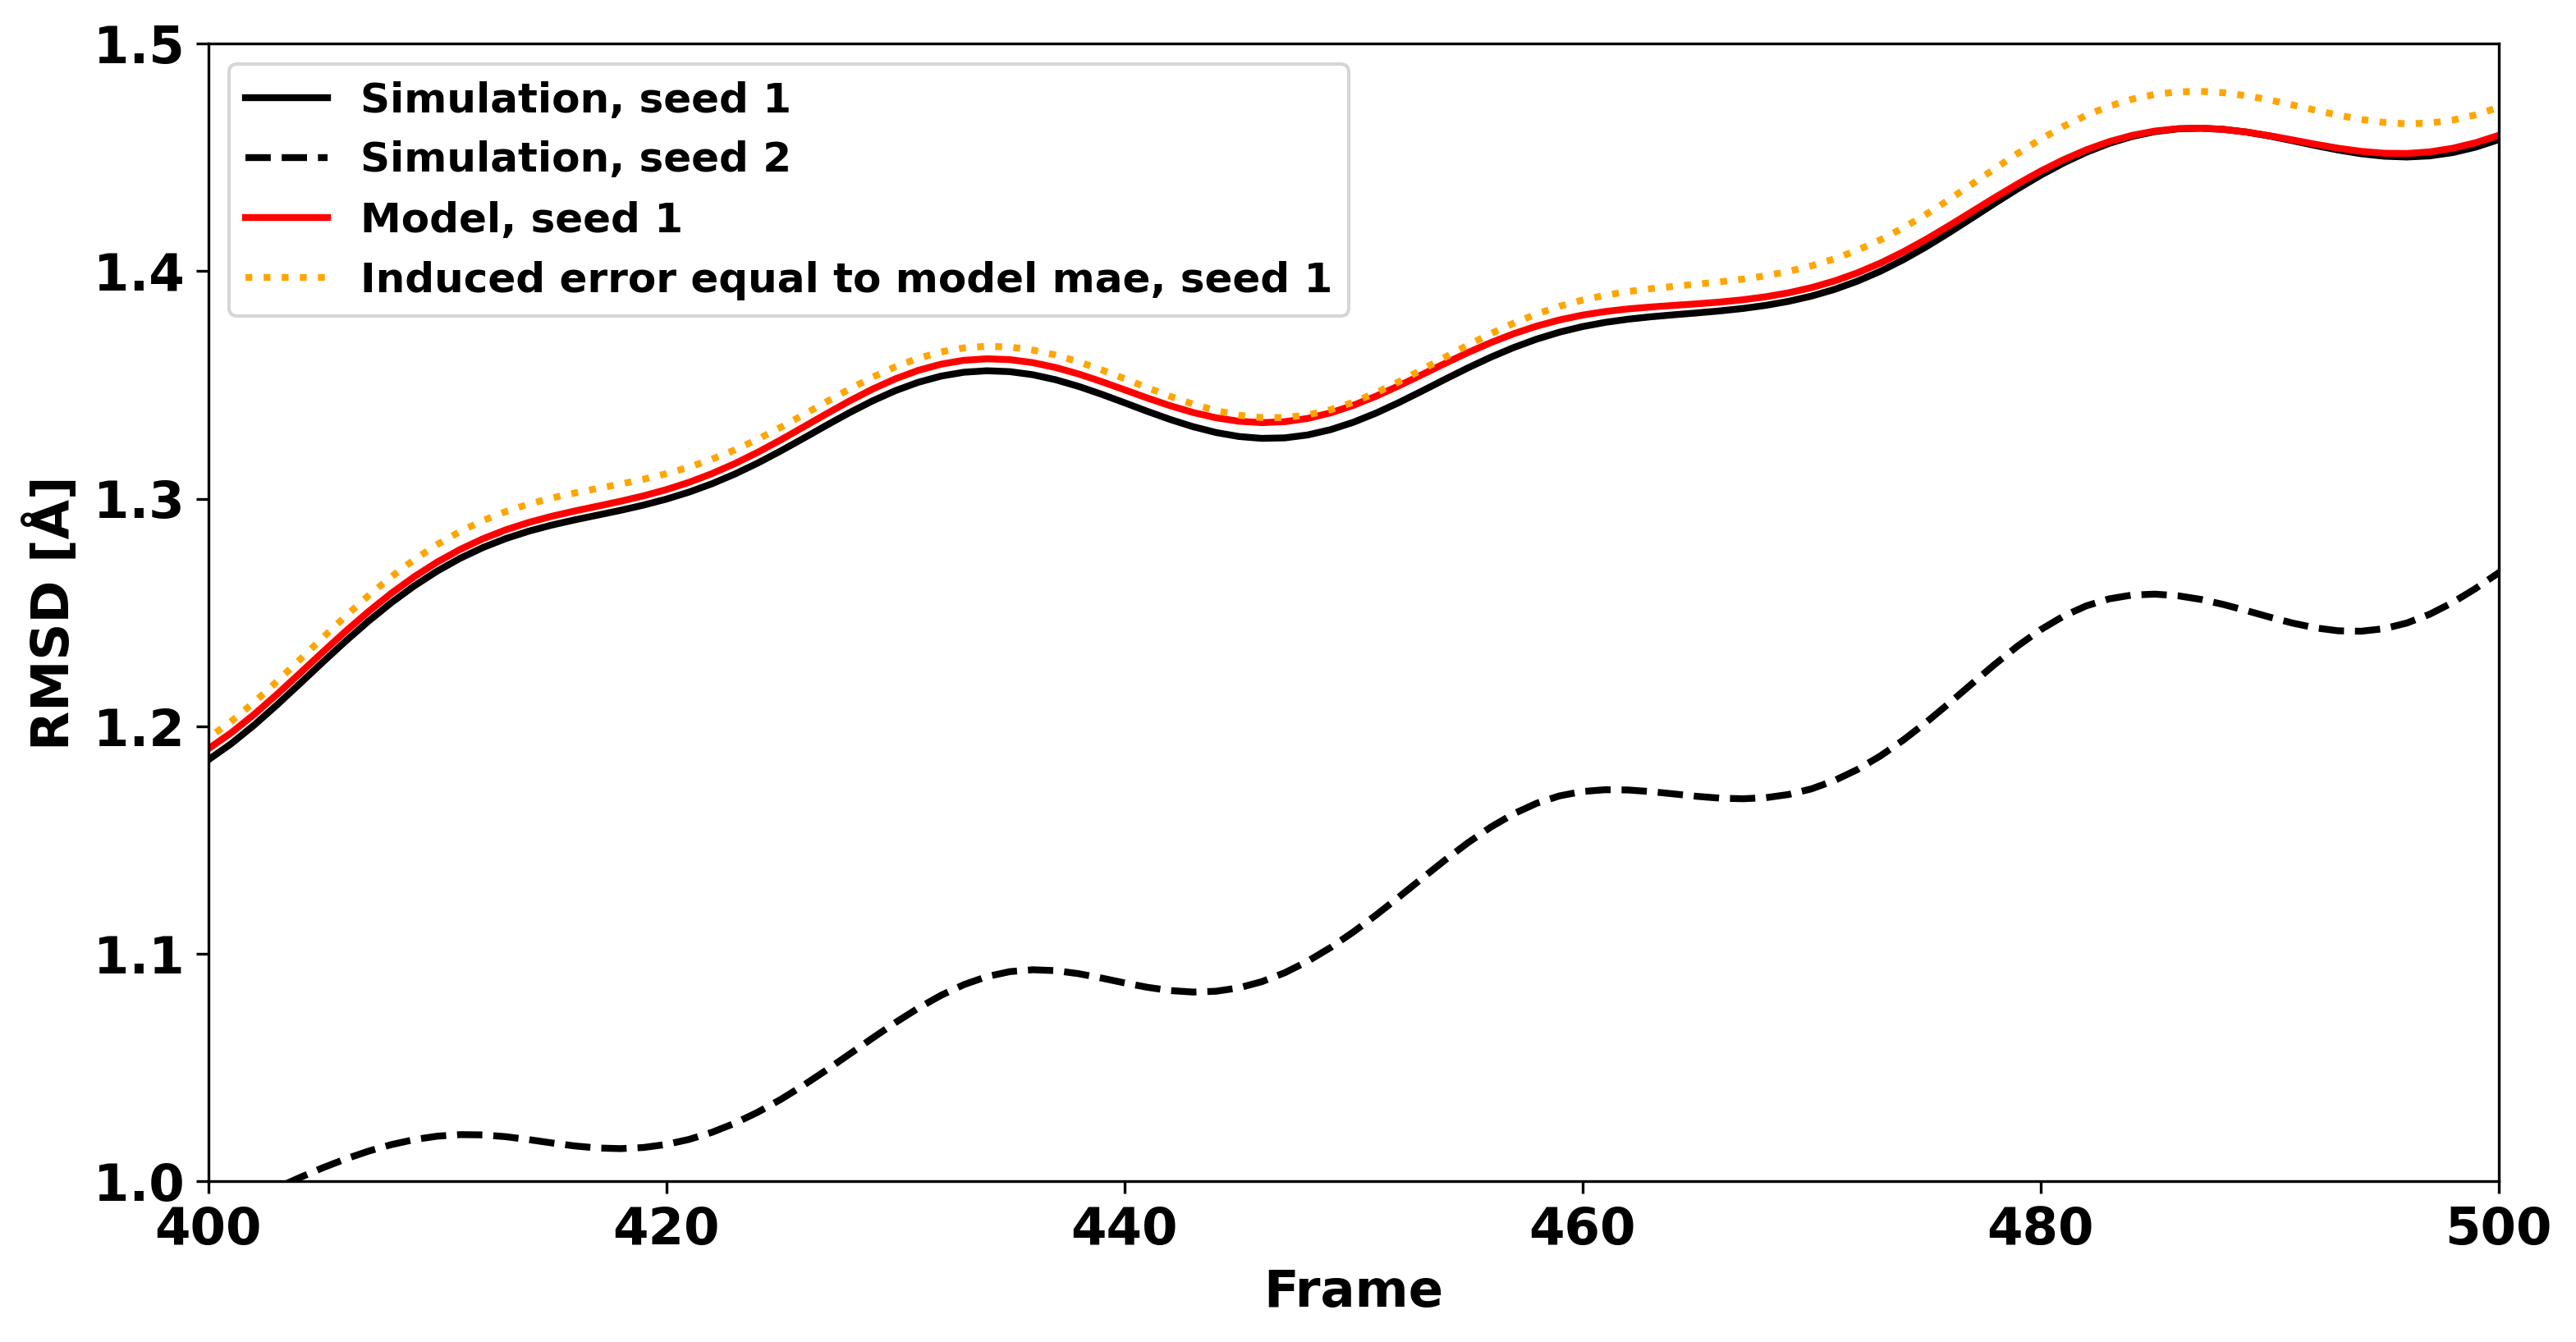 1.5
1.4
1.3
1.2
1.1
1.0
RMSD [Å]
Simulation, seed 1
Simulation, seed 2
Model, seed 1
Induced error equal to model mae, seed 1
400 420 440 460 480 500
Frame